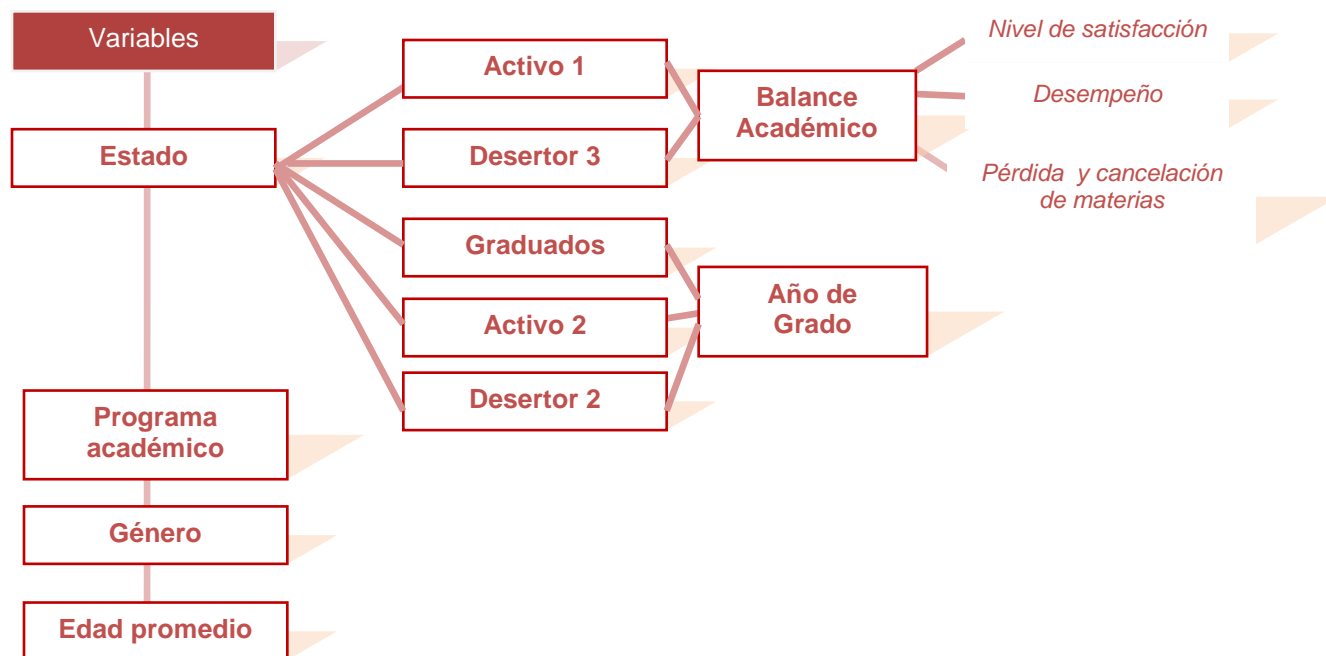 Variables
Estado
Programa
académico
Género
Edad promedio
Activo 1
Desertor 3
Graduados
Activo 2
Desertor 2
Balance
Académico
Año de
Grado
Nivel de satisfacción
Desempeño
Pérdida y cancelación
de materias